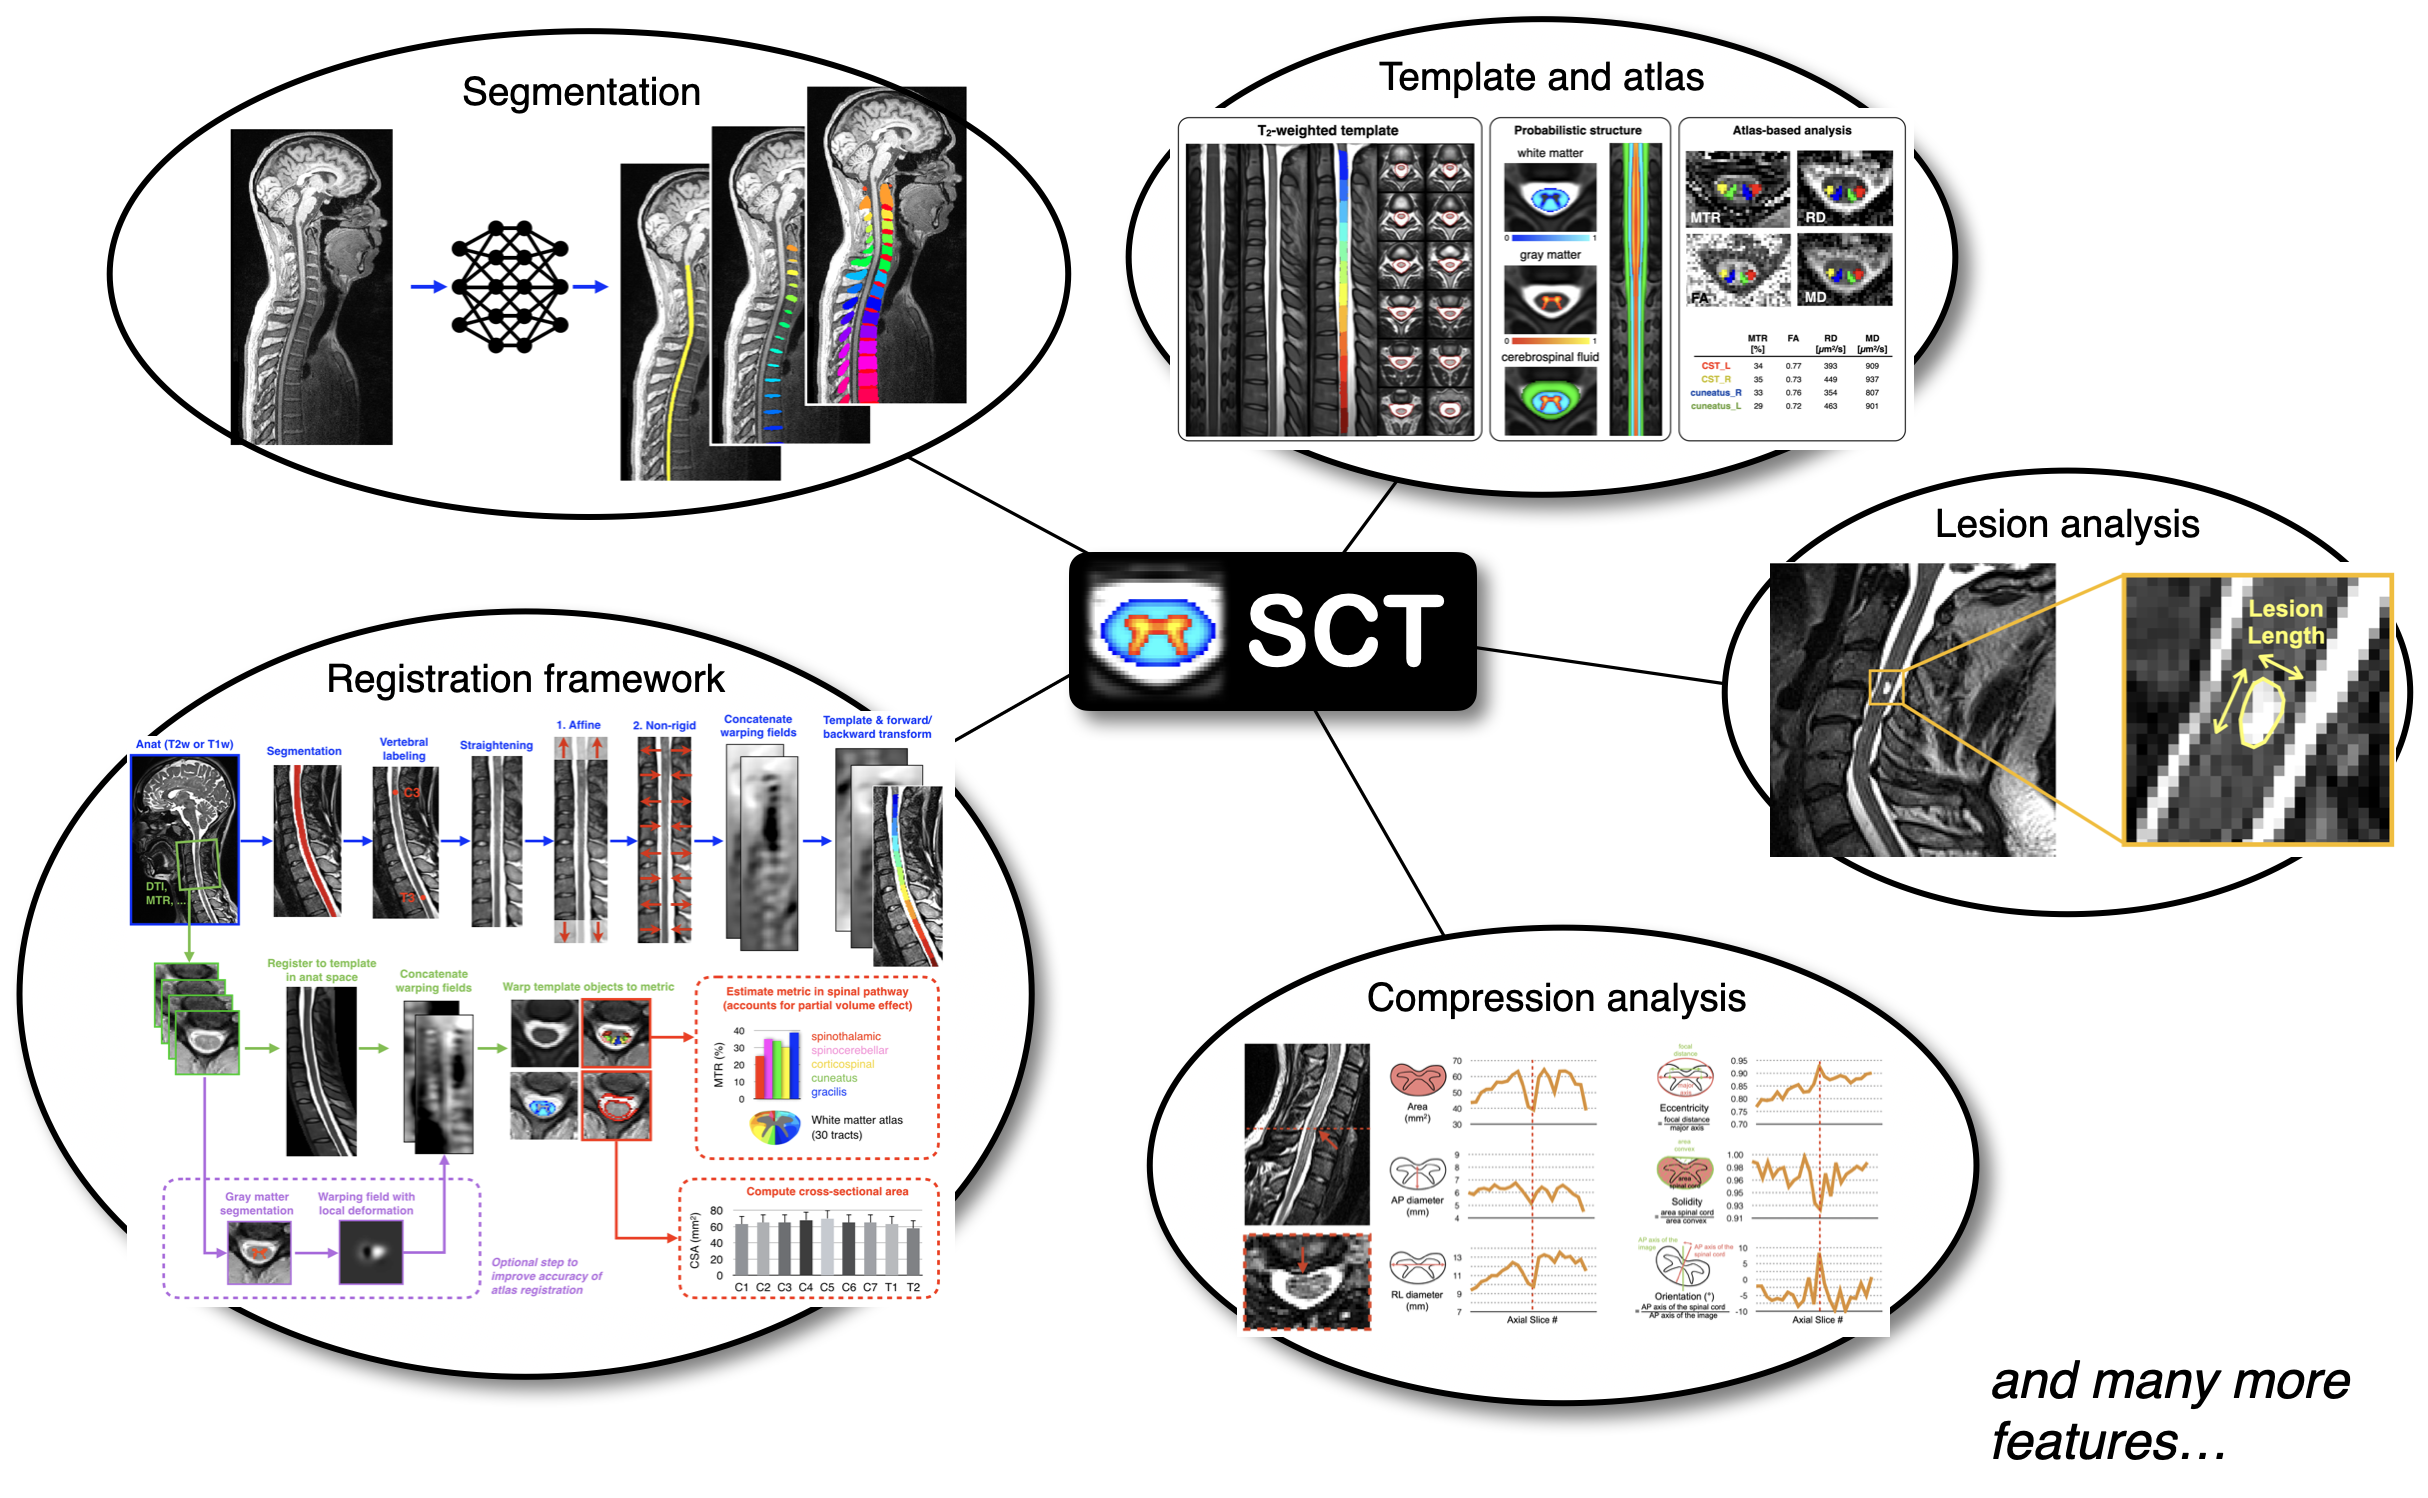 Segmentation
Template and atlas
T₂-weighted template
Probabilistic structure
white matter
0 1
gray matter
0 1
cerebrospinal fluid
Atlas-based analysis
MTR
RD
FA
MD
MTR [%] FA RD [µm²/s] MD [µm²/s]
CST_L 34 0.77 393 909
CST_R 35 0.73 449 937
cuneatus_R 33 0.76 354 807
cuneatus_L 29 0.72 463 901
SCT
Lesion analysis
Lesion
Length
Registration framework
Anat (T2w or T1w)
Segmentation
Vertebral
labeling
Straightening
1. Affine
2. Non-rigid
Concatenate
warping fields
Template & forward/
backward transform
C3
T3
DTI,
MTR, ...
Register to template
in anat space
Concatenate
warping fields
Warp template objects to metric
Estimate metric in spinal pathway
(accounts for partial volume effect)
MTR (%)
40
30
20
10
0
spinothalamic
spinocerebellar
corticospinal
cuneatus
gracilis
White matter atlas
(30 tracts)
Gray matter
segmentation
Warping field with
local deformation
Optional step to
improve accuracy of
atlas registration
Compute cross-sectional area
CSA (mm²)
80
60
40
20
0
C1 C2 C3 C4 C5 C6 C7 T1 T2
Compression analysis
Area
(mm²)
70
60
50
40
30
AP diameter
(mm)
9
8
7
6
5
4
RL diameter
(mm)
13
11
9
7
Axial Slice #
focal
distance
major
axis
Eccentricity
= focal distance
major axis
0.95
0.90
0.85
0.80
0.75
0.70
area
convex
area
spinal cord
Solidity
= area spinal cord
area convex
1.00
0.98
0.96
0.95
0.93
0.91
AP axis of the
image
AP axis of the
spinal cord
Orientation (°)
= AP axis of the spinal cord
AP axis of the image
10
5
0
-5
-10
Axial Slice #
and many more
features...